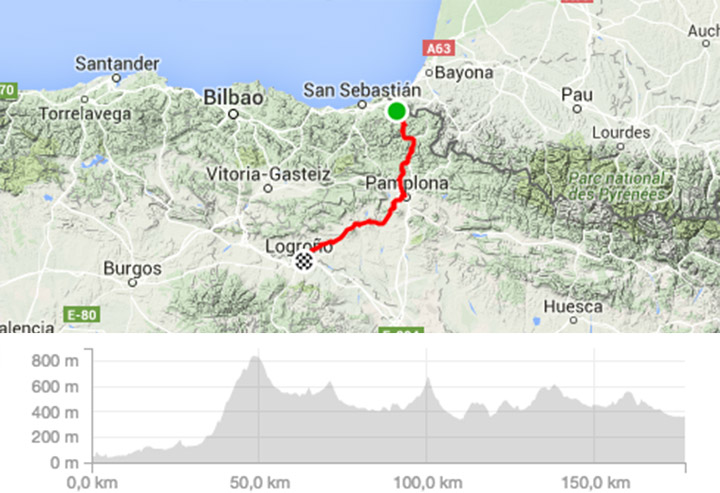 A63
Auch
Santander
Bayona
70
San Sebastián
Bilbao
Pau
Torrelavega
Lourdes
Vitoria-Gasteiz
Pamplona
Parc national
des Pyrénées
Logroño
Burgos
Huesca
E-80
alencia
800 m
600 m
400 m
200 m
0 m
0,0 km
50,0 km
100,0 km
150,0 km